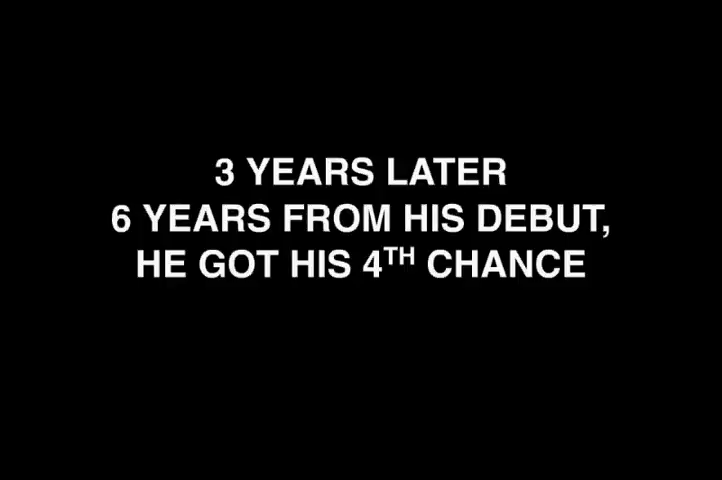 3 YEARS LATER
6 YEARS FROM HIS DEBUT,
HE GOT HIS 4TH CHANCE